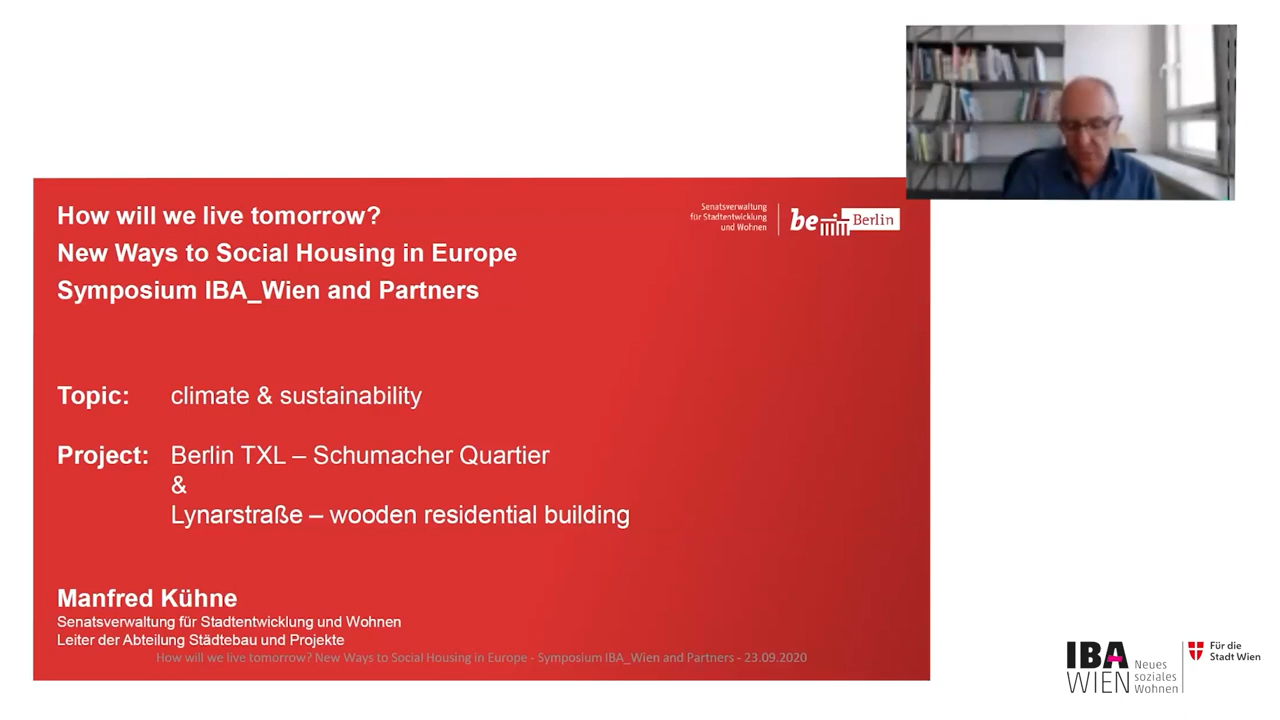 How will we live tomorrow?
New Ways to Social Housing in Europe
Symposium IBA_Wien and Partners
Senatsverwaltung
für Stadtentwicklung
und Wohnen
be Berlin
Topic: climate & sustainability
Project: Berlin TXL – Schumacher Quartier
&
Lynarstraße – wooden residential building
Manfred Kühne
Senatsverwaltung für Stadtentwicklung und Wohnen
Leiter der Abteilung Städtebau und Projekte
How will we live tomorrow? New Ways to Social Housing in Europe - Symposium IBA_Wien and Partners - 23.09.2020
IBA
WIEN
Neues
soziales
Wohnen
Für die
Stadt Wien